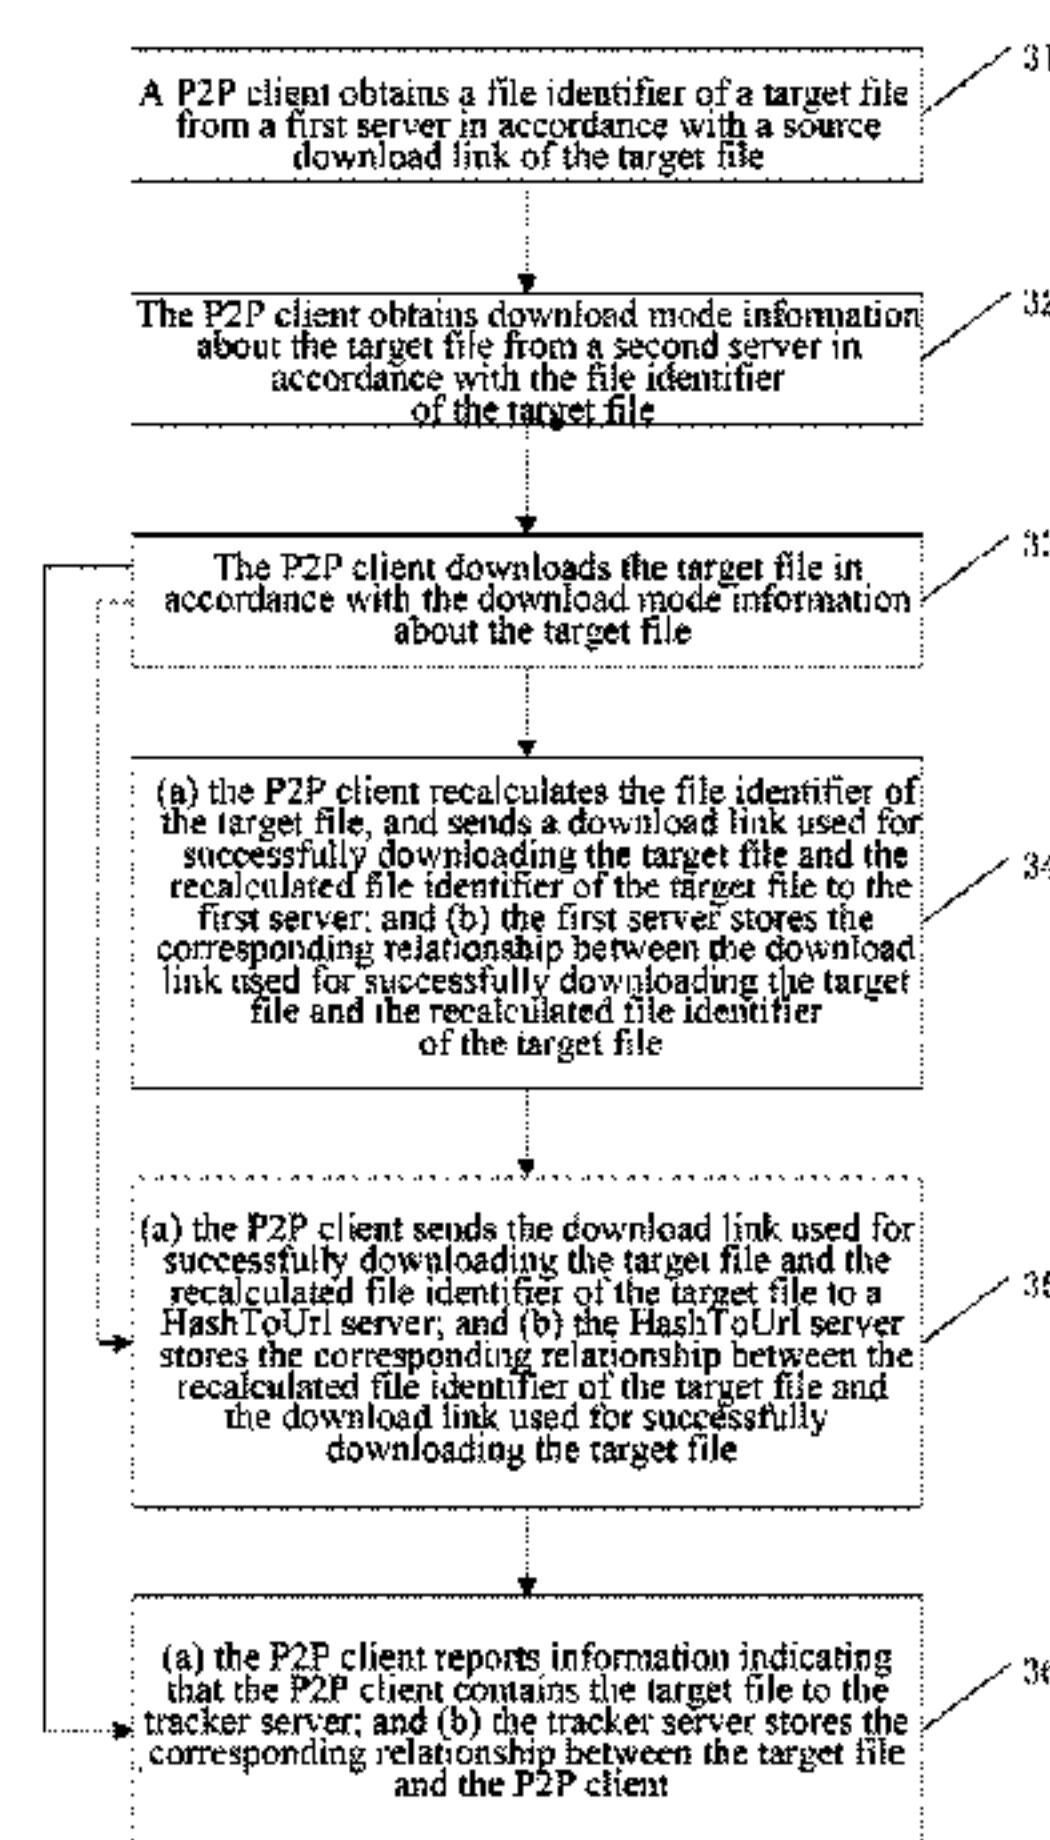 A P2P client obtains a file identifier of a target file
from a first server in accordance with a source
download link of the target file
31
The P2P client obtains download mode information
about the target file from a second server in
accordance with the file identifier
of the target file
32
The P2P client downloads the target file in
accordance with the download mode information
about the target file
(a) the P2P client recalculates the file identifier of
the target file, and sends a download link used for
successfully downloading the target file and the
recalculated file identifier of the target file to the
first server; and (b) the first server stores the
corresponding relationship between the download
link used for successfully downloading the target
file and the recalculated file identifier
of the target file
34
(a) the P2P client sends the download link used for
successfully downloading the target file and the
recalculated file identifier of the target file to a
HashToUrl server; and (b) the HashToUrl server
stores the corresponding relationship between the
recalculated file identifier of the target file and
the download link used for successfully
downloading the target file
35
(a) the P2P client reports information indicating
that the P2P client contains the target file to the
tracker server; and (b) the tracker server stores the
corresponding relationship between the target file
and the P2P client
36